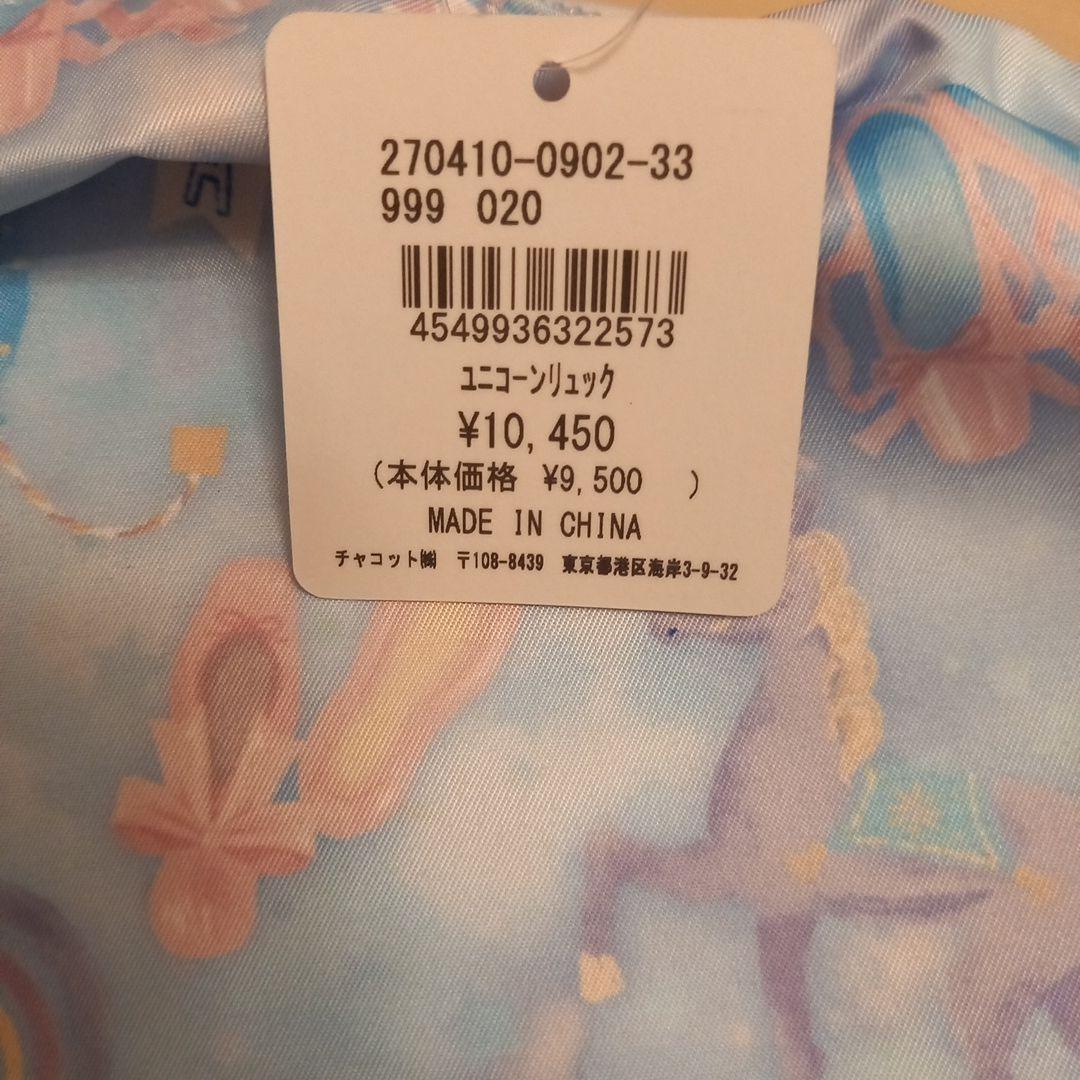 270410-0902-33
999 020
4549936322573
ﾕﾆｺｰﾝﾘｭｯｸ
¥10,450
(本体価格 ¥9,500 )
MADE IN CHINA
チャコット㈱ 〒108-8439 東京都港区海岸3-9-32